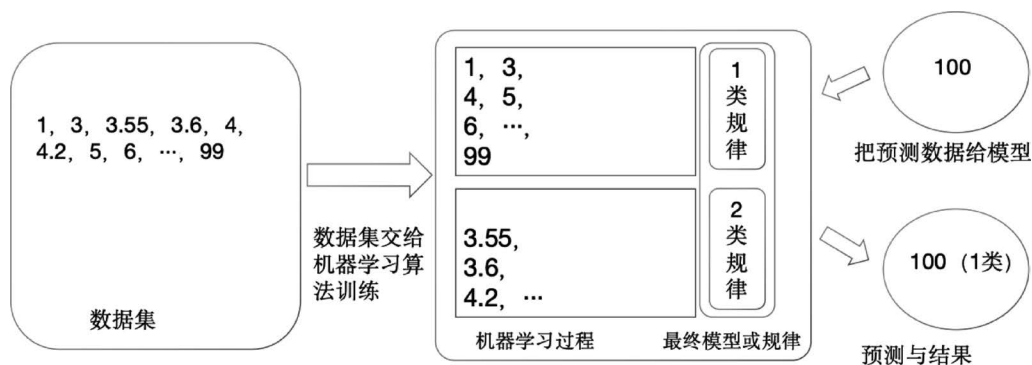 1, 3, 3.55, 3.6, 4,
4.2, 5, 6, …, 99
数据集
数据集交给
机器学习算
法训练
1, 3,
4, 5,
6, …,
99
3.55,
3.6,
4.2, …
机器学习过程
1
类
规
律
2
类
规
律
最终模型或规律
100
把预测数据给模型
100（1类）
预测与结果